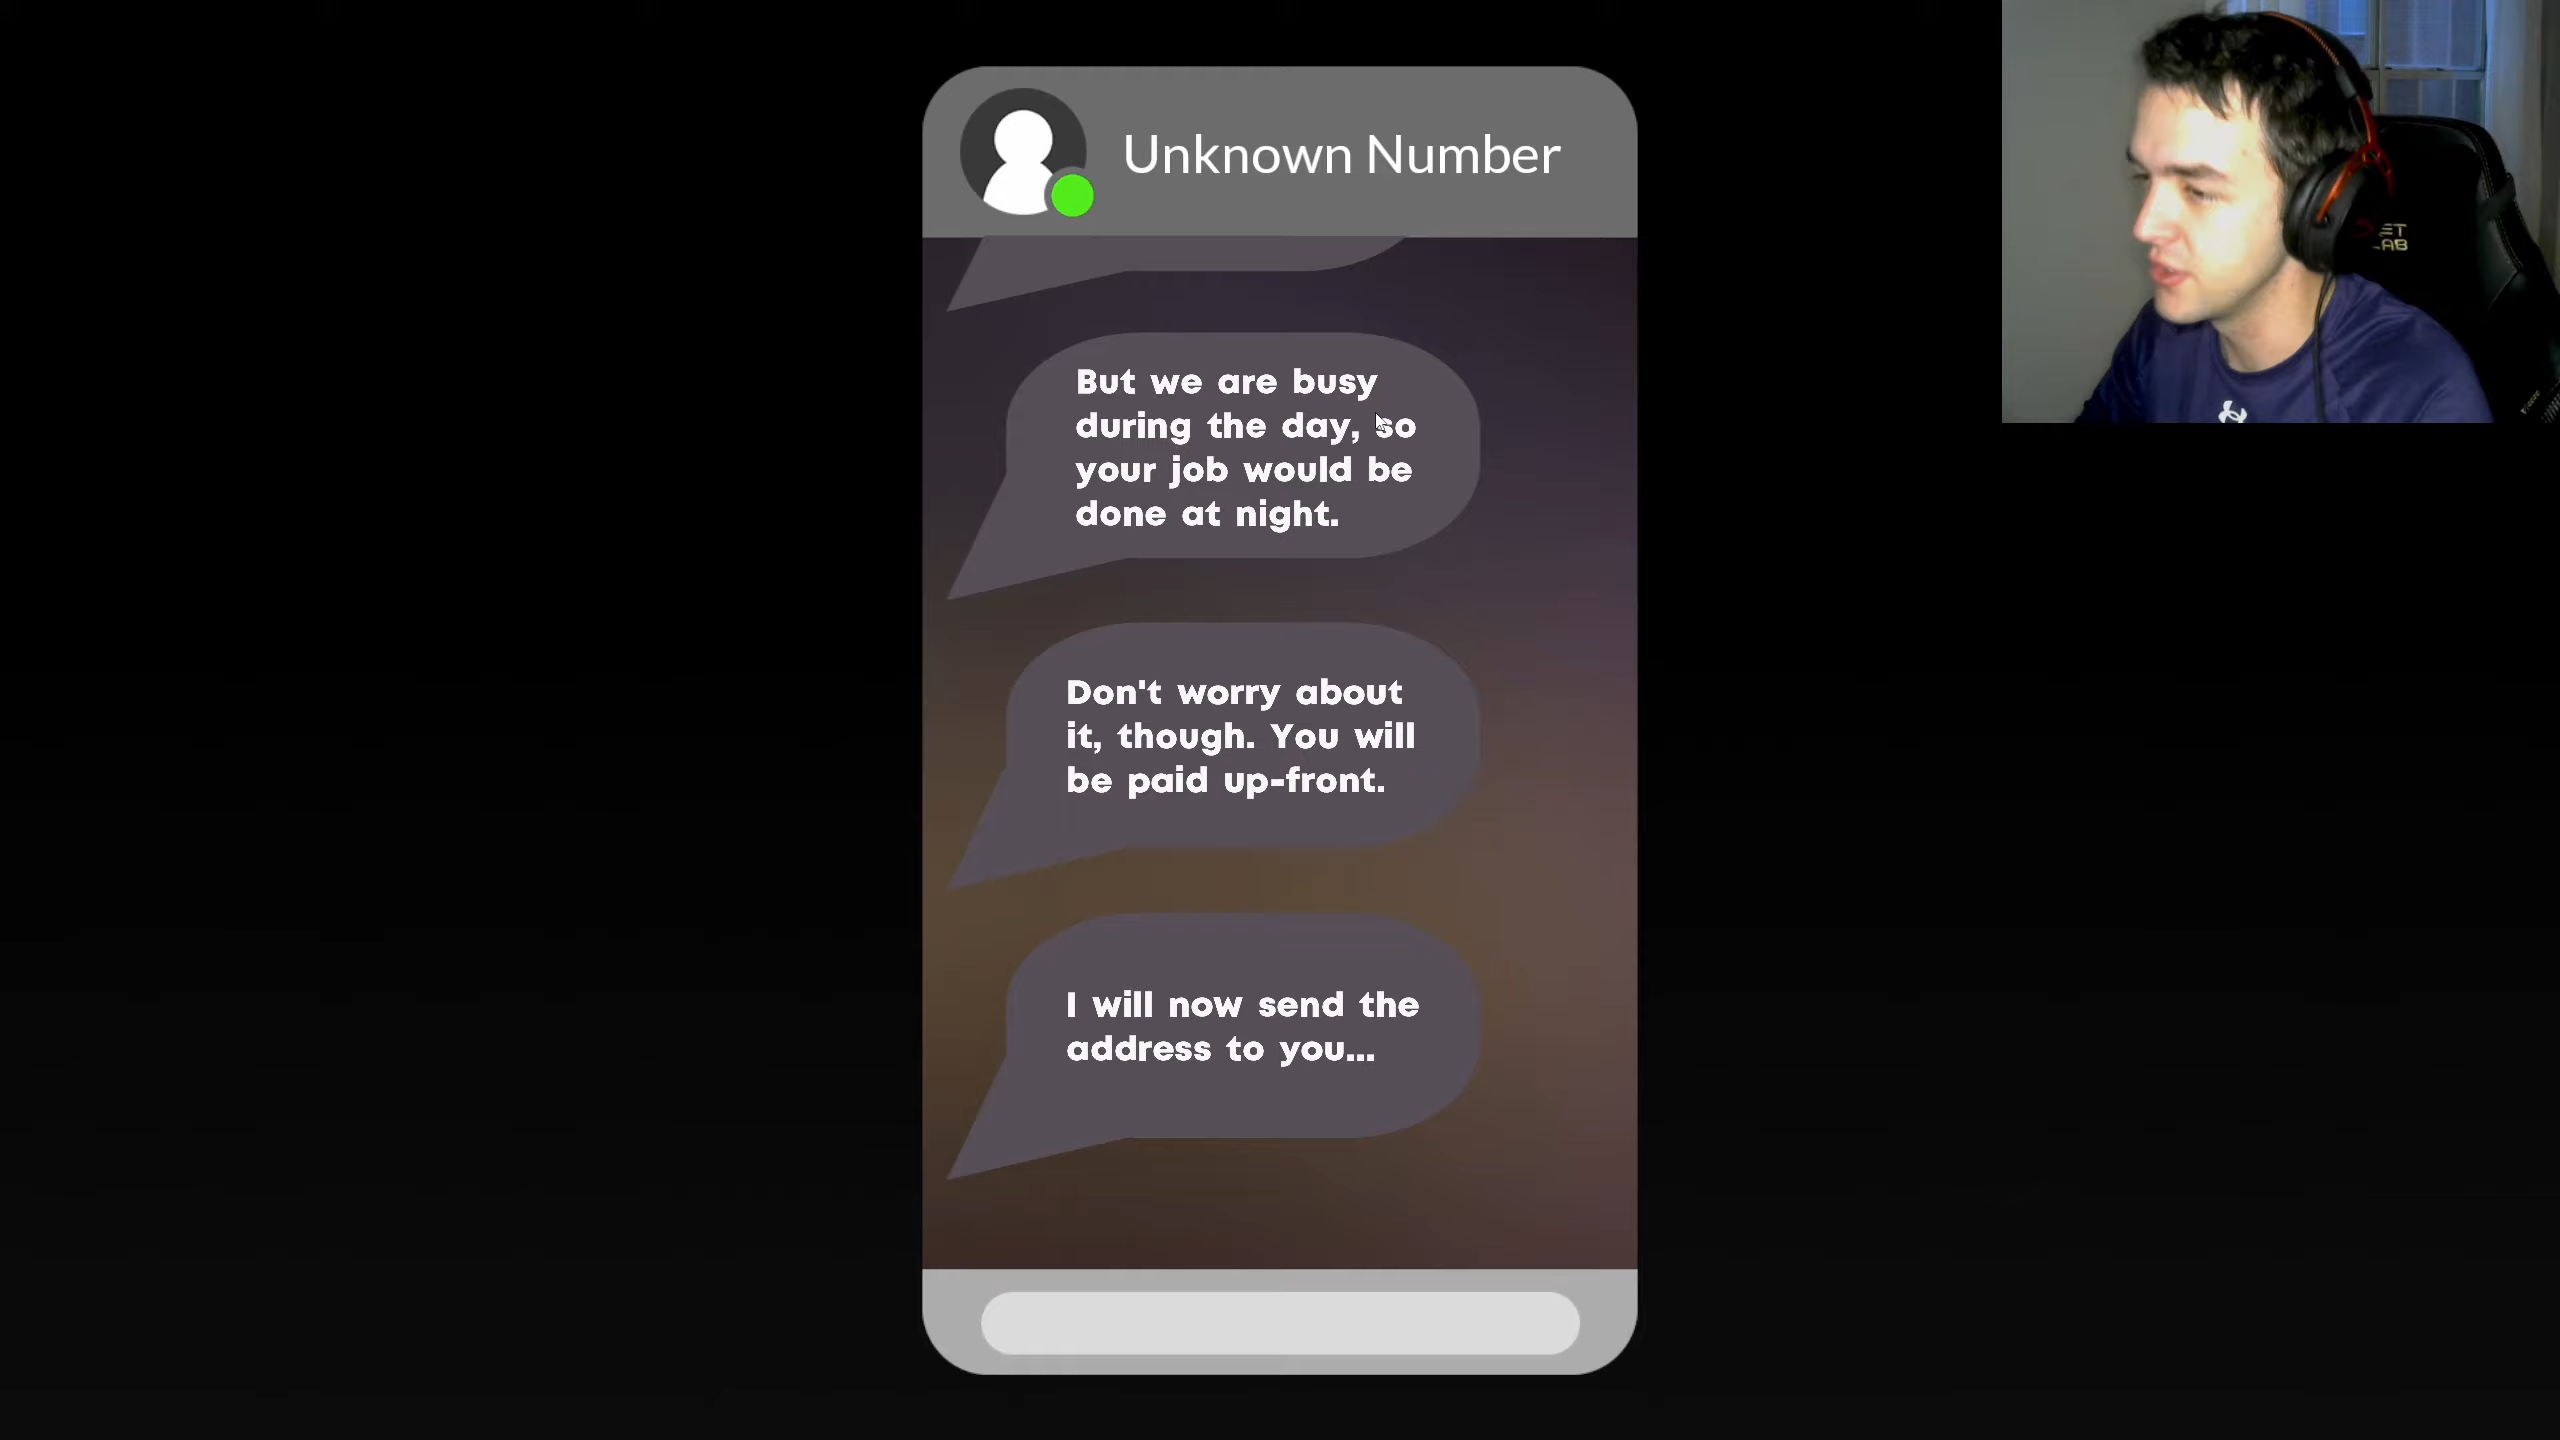 Unknown Number
But we are busy
during the day, so
your job would be
done at night.
Don't worry about
it, though. You will
be paid up-front.
I will now send the
address to you...